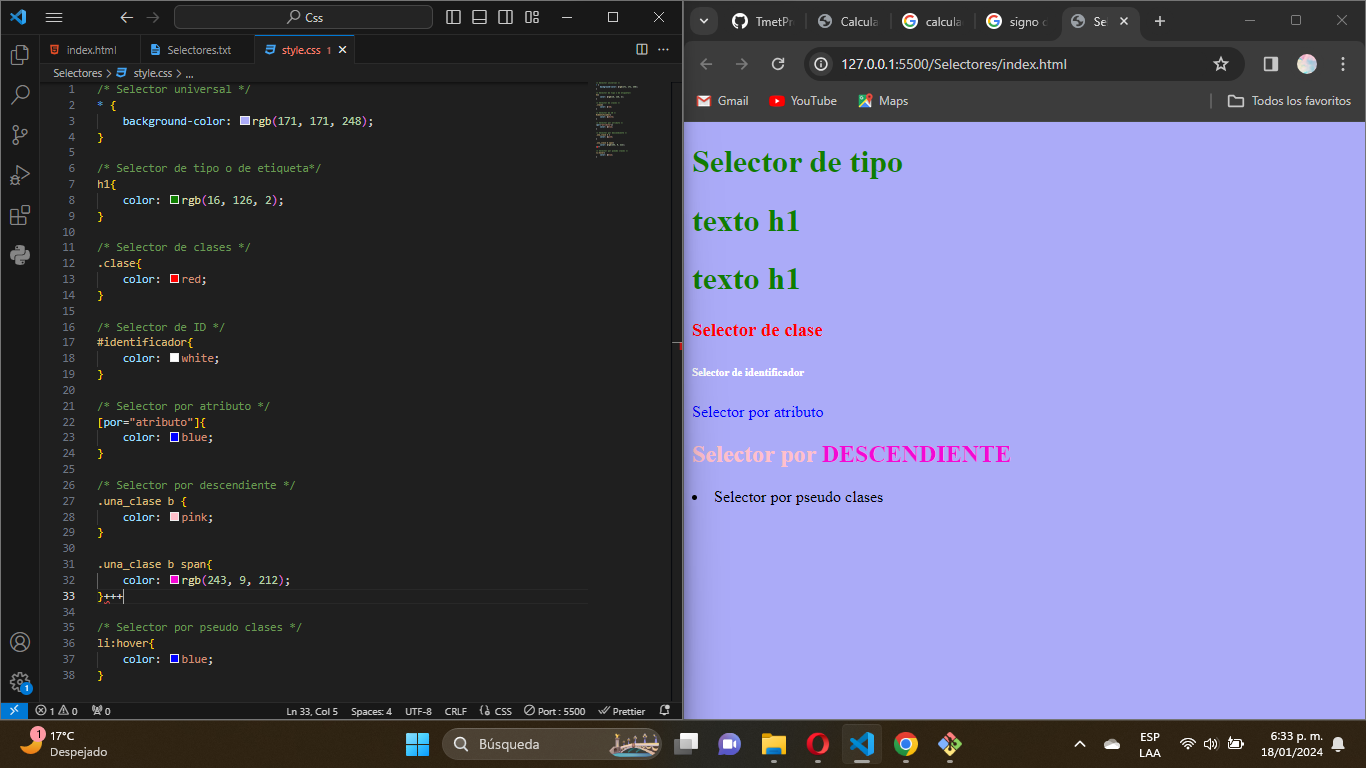 Css
index.html
Selectores.txt
style.css 1
Selectores > style.css > ...
1 /* Selector universal */
2 * {
3 background-color: rgb(171, 171, 248);
4 }
5
6 /* Selector de tipo o de etiqueta*/
7 h1{
8 color: rgb(16, 126, 2);
9 }
10
11 /* Selector de clases */
12 .clase{
13 color: red;
14 }
15
16 /* Selector de ID */
17 #identificador{
18 color: white;
19 }
20
21 /* Selector por atributo */
22 [por="atributo"]{
23 color: blue;
24 }
25
26 /* Selector por descendiente */
27 .una_clase b {
28 color: pink;
29 }
30
31 .una_clase b span{
32 color: rgb(243, 9, 212);
33 }+++
34
35 /* Selector por pseudo clases */
36 li:hover{
37 color: blue;
38 }
1
1 0 0
Ln 33, Col 5
Spaces: 4
UTF-8
CRLF
CSS
Port : 5500
Prettier
TmetPr
Calcula
calcula
signo c
Se
127.0.0.1:5500/Selectores/index.html
Gmail
YouTube
Maps
Todos los favoritos
Selector de tipo
texto h1
texto h1
Selector de clase
Selector de identificador
Selector por atributo
Selector por DESCENDIENTE
• Selector por pseudo clases
1
17°C
Despejado
Búsqueda
ESP
LAA
6:33 p. m.
18/01/2024